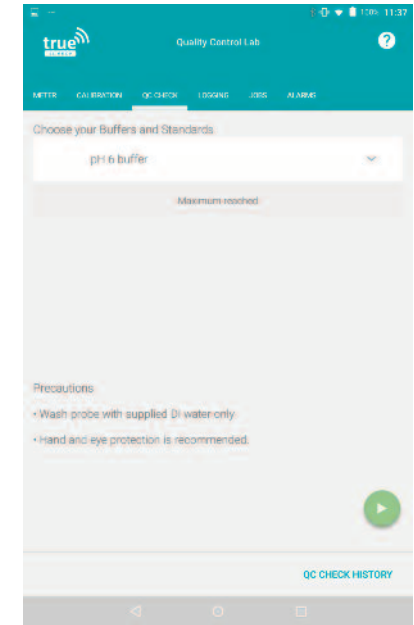 100% 11:37
true
Quality Control Lab
?
METER CALIBRATION QC CHECK LOGGING JOBS ALARMS
Choose your Buffers and Standards
pH 6 buffer
Maximum reached
Precautions
• Wash probe with supplied DI water only
• Hand and eye protection is recommended.
QC CHECK HISTORY